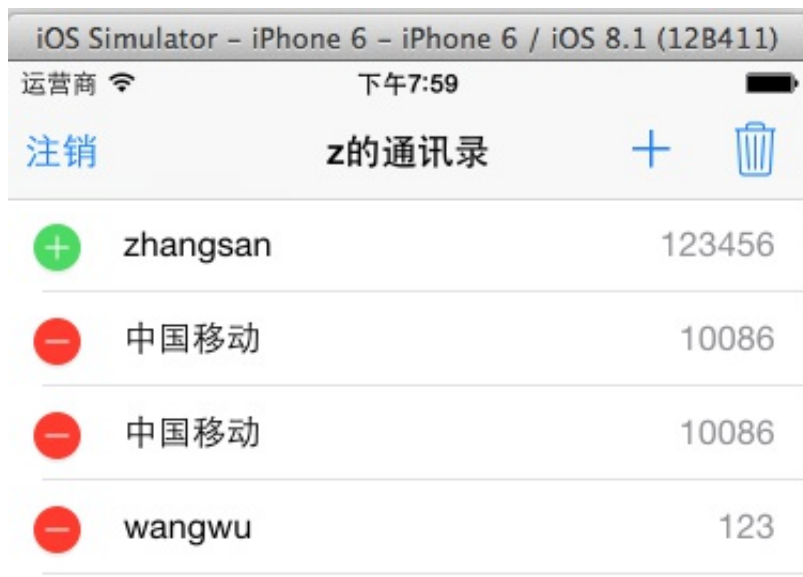 iOS Simulator – iPhone 6 – iPhone 6 / iOS 8.1 (12B411)
运营商 下午7:59
注销 z的通讯录
zhangsan 123456
中国移动 10086
中国移动 10086
wangwu 123